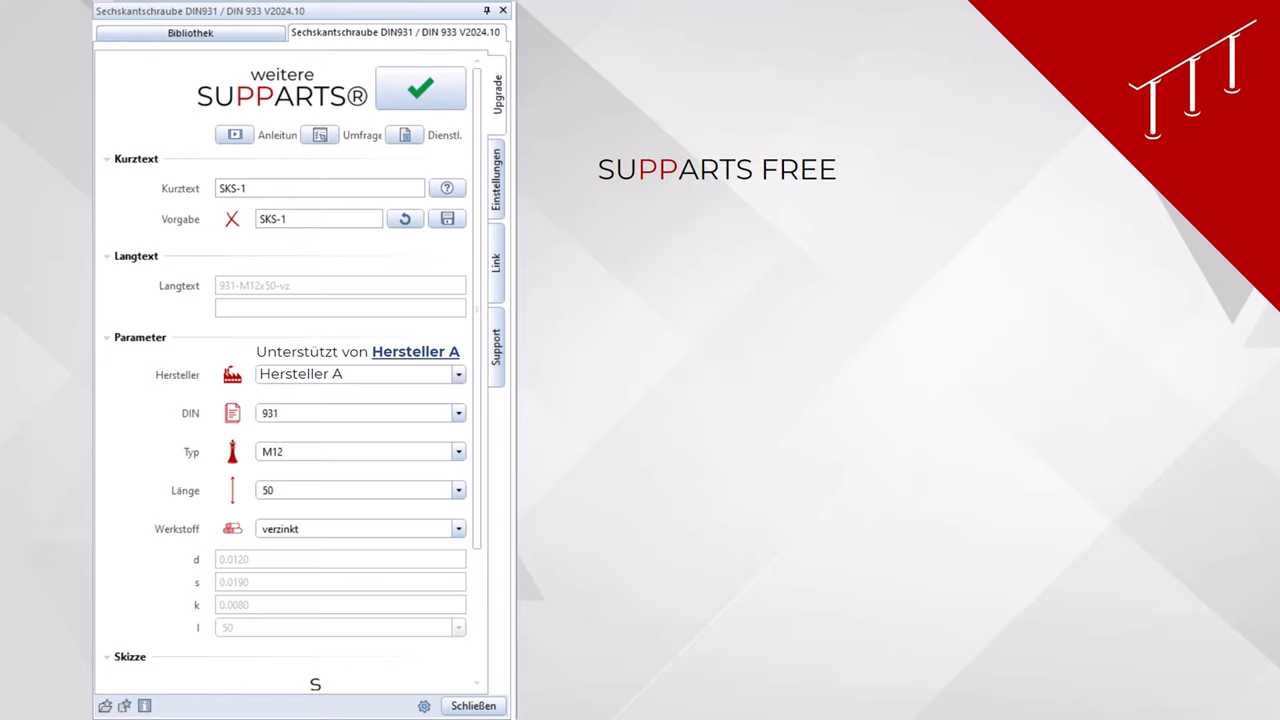 Sechskantschraube DIN931 / DIN 933 V2024.10
Bibliothek
Sechskantschraube DIN931 / DIN 933 V2024.10
weitere
SUPPARTS®
Anleitun
Umfrage
Dienstl.
Kurztext
Kurztext SKS-1
Vorgabe SKS-1
Langtext
Langtext 931-M12x50-vz
Parameter
Unterstützt von Hersteller A
Hersteller Hersteller A
DIN 931
Typ M12
Länge 50
Werkstoff verzinkt
d 0.0120
s 0.0190
k 0.0080
l 50
Skizze
S
Schließen
Upgrade
Einstellungen
Link
Support
SUPPARTS FREE